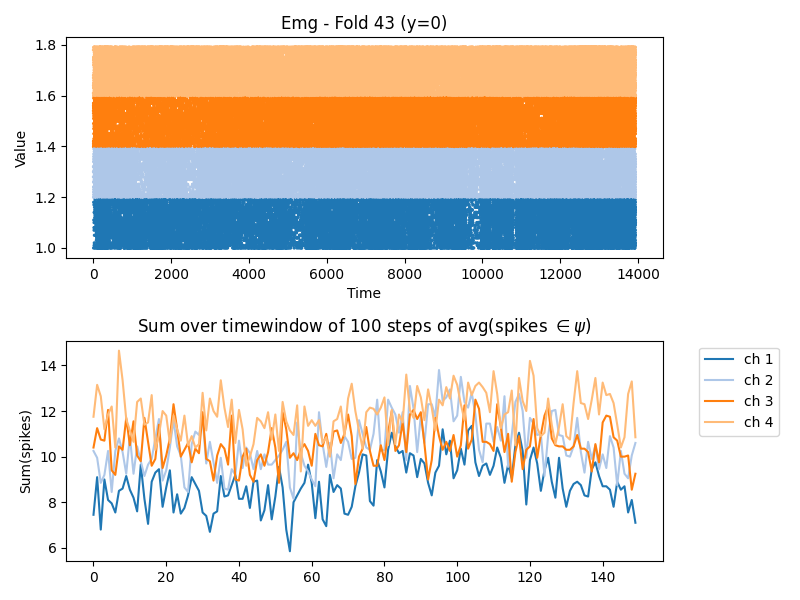 Emg - Fold 43 (y=0)
Value
1.8
1.6
1.4
1.2
1.0
0 2000 4000 6000 8000 10000 12000 14000
Time
Sum over timewindow of 100 steps of avg(spikes ∈ψ)
Sum(spikes)
14
12
10
8
6
0 20 40 60 80 100 120 140
ch 1
ch 2
ch 3
ch 4